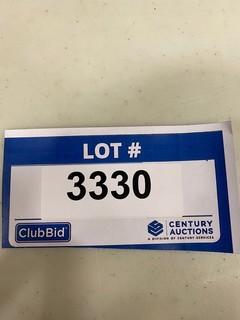 LOT #
3330
ClubBid
CENTURY
AUCTIONS
A DIVISION OF CENTURY SERVICES